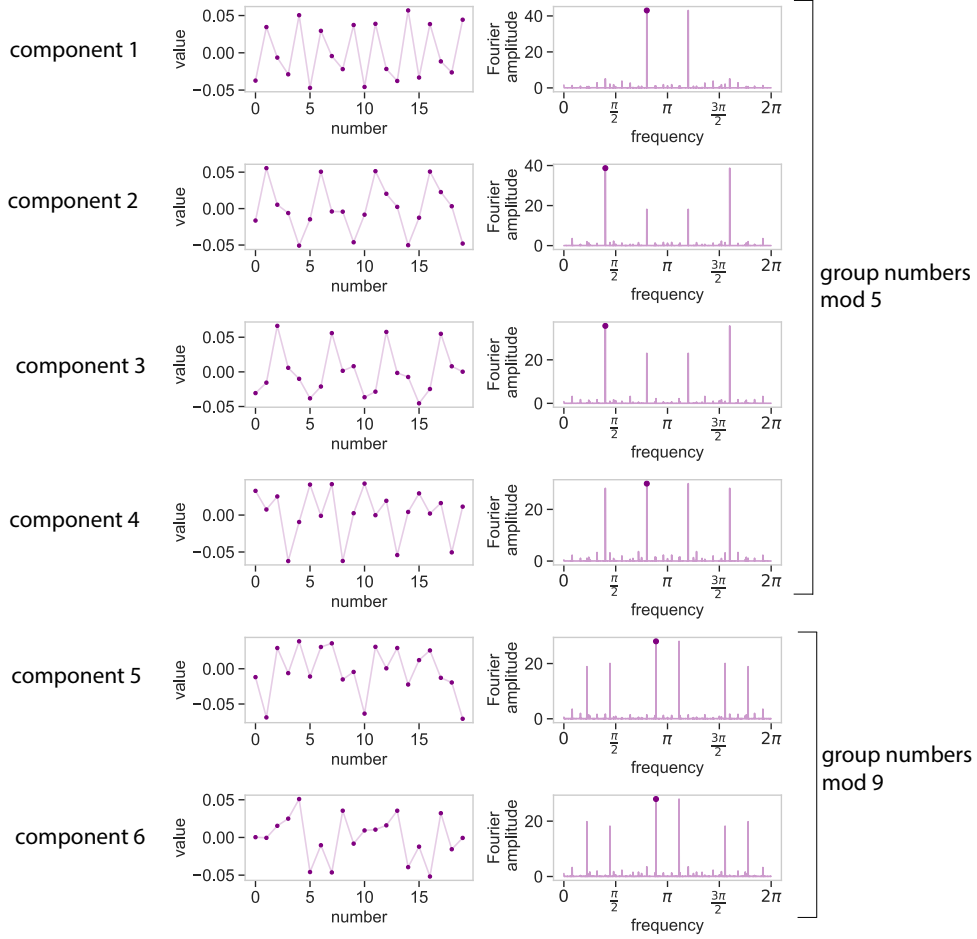 component 1
value
0.05
0.00
−0.05
0
5
10
15
number
Fourier
amplitude
40
20
0
0
π/2
π
3π/2
2π
frequency
component 2
value
0.05
0.00
−0.05
0
5
10
15
number
Fourier
amplitude
40
20
0
0
π/2
π
3π/2
2π
frequency
component 3
value
0.05
0.00
−0.05
0
5
10
15
number
Fourier
amplitude
20
0
0
π/2
π
3π/2
2π
frequency
component 4
value
0.00
−0.05
0
5
10
15
number
Fourier
amplitude
20
0
0
π/2
π
3π/2
2π
frequency
group numbers
mod 5
component 5
value
0.00
−0.05
0
5
10
15
number
Fourier
amplitude
20
0
0
π/2
π
3π/2
2π
frequency
component 6
value
0.05
0.00
−0.05
0
5
10
15
number
Fourier
amplitude
20
0
0
π/2
π
3π/2
2π
frequency
group numbers
mod 9